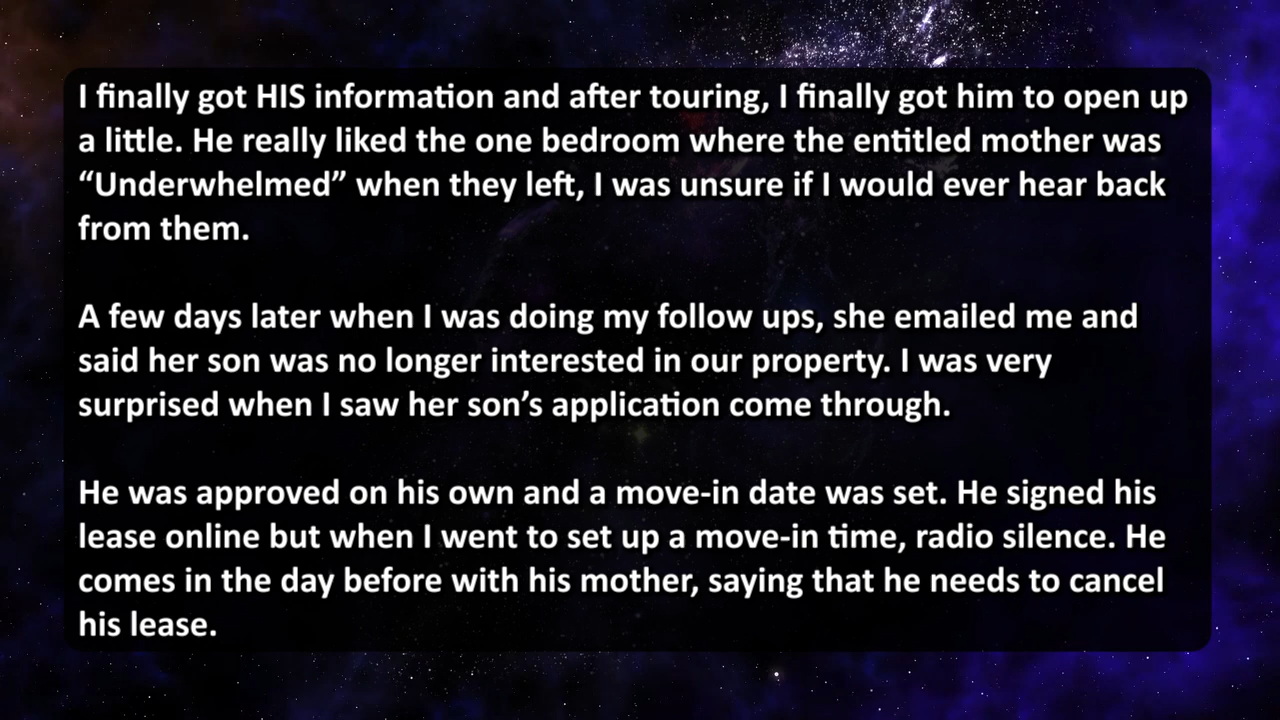 I finally got HIS information and after touring, I finally got him to open up
a little. He really liked the one bedroom where the entitled mother was
“Underwhelmed” when they left, I was unsure if I would ever hear back
from them.
A few days later when I was doing my follow ups, she emailed me and
said her son was no longer interested in our property. I was very
surprised when I saw her son’s application come through.
He was approved on his own and a move-in date was set. He signed his
lease online but when I went to set up a move-in time, radio silence. He
comes in the day before with his mother, saying that he needs to cancel
his lease.